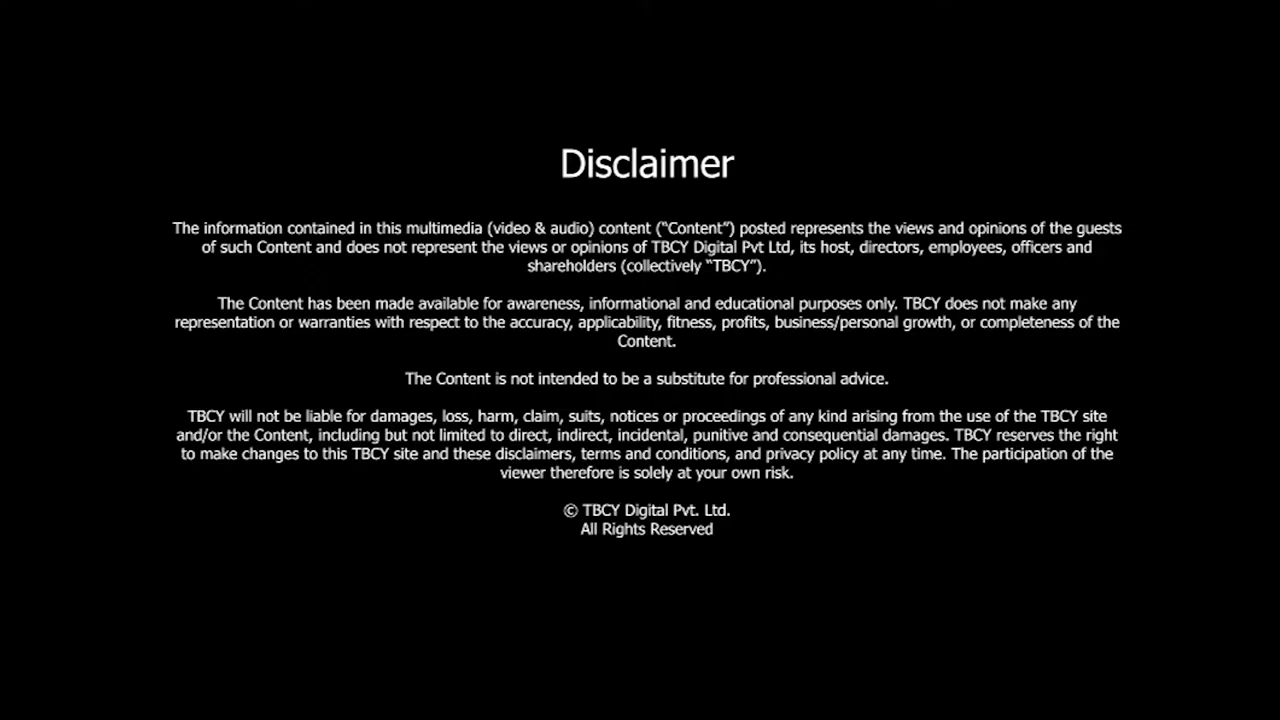 Disclaimer
The information contained in this multimedia (video & audio) content (“Content”) posted represents the views and opinions of the guests
of such Content and does not represent the views or opinions of TBCY Digital Pvt Ltd, its host, directors, employees, officers and
shareholders (collectively “TBCY”).
The Content has been made available for awareness, informational and educational purposes only. TBCY does not make any
representation or warranties with respect to the accuracy, applicability, fitness, profits, business/personal growth, or completeness of the
Content.
The Content is not intended to be a substitute for professional advice.
TBCY will not be liable for damages, loss, harm, claim, suits, notices or proceedings of any kind arising from the use of the TBCY site
and/or the Content, including but not limited to direct, indirect, incidental, punitive and consequential damages. TBCY reserves the right
to make changes to this TBCY site and these disclaimers, terms and conditions, and privacy policy at any time. The participation of the
viewer therefore is solely at your own risk.
© TBCY Digital Pvt. Ltd.
All Rights Reserved